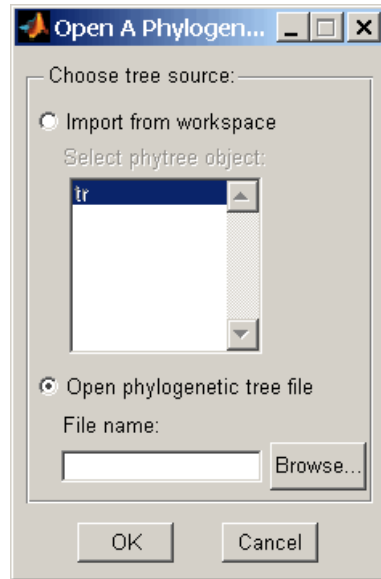 Open A Phylogen...
Choose tree source:
Import from workspace
Select phytree object:
tr
Open phylogenetic tree file
File name:
Browse...
OK Cancel